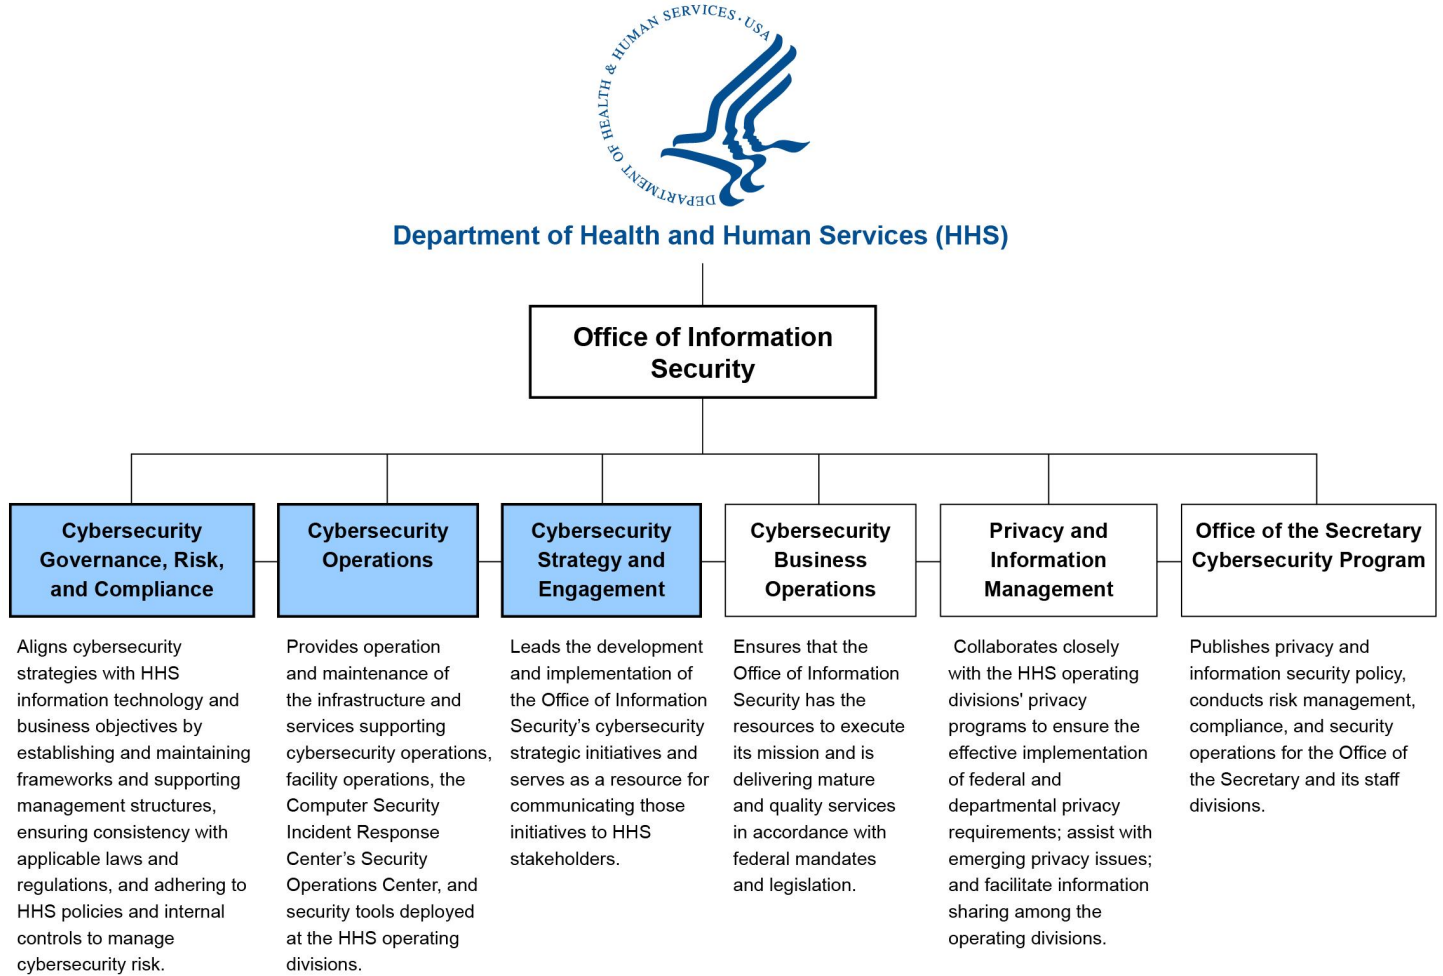 DEPARTMENT OF HEALTH & HUMAN SERVICES · USA
Department of Health and Human Services (HHS)
Office of Information
Security
Cybersecurity
Governance, Risk,
and Compliance
Aligns cybersecurity
strategies with HHS
information technology and
business objectives by
establishing and maintaining
frameworks and supporting
management structures,
ensuring consistency with
applicable laws and
regulations, and adhering to
HHS policies and internal
controls to manage
cybersecurity risk.
Cybersecurity
Operations
Provides operation
and maintenance of
the infrastructure and
services supporting
cybersecurity operations,
facility operations, the
Computer Security
Incident Response
Center’s Security
Operations Center, and
security tools deployed
at the HHS operating
divisions.
Cybersecurity
Strategy and
Engagement
Leads the development
and implementation of
the Office of Information
Security’s cybersecurity
strategic initiatives and
serves as a resource for
communicating those
initiatives to HHS
stakeholders.
Cybersecurity
Business
Operations
Ensures that the
Office of Information
Security has the
resources to execute
its mission and is
delivering mature
and quality services
in accordance with
federal mandates
and legislation.
Privacy and
Information
Management
Collaborates closely
with the HHS operating
divisions' privacy
programs to ensure the
effective implementation
of federal and
departmental privacy
requirements; assist with
emerging privacy issues;
and facilitate information
sharing among the
operating divisions.
Office of the Secretary
Cybersecurity Program
Publishes privacy and
information security policy,
conducts risk management,
compliance, and security
operations for the Office of
the Secretary and its staff
divisions.